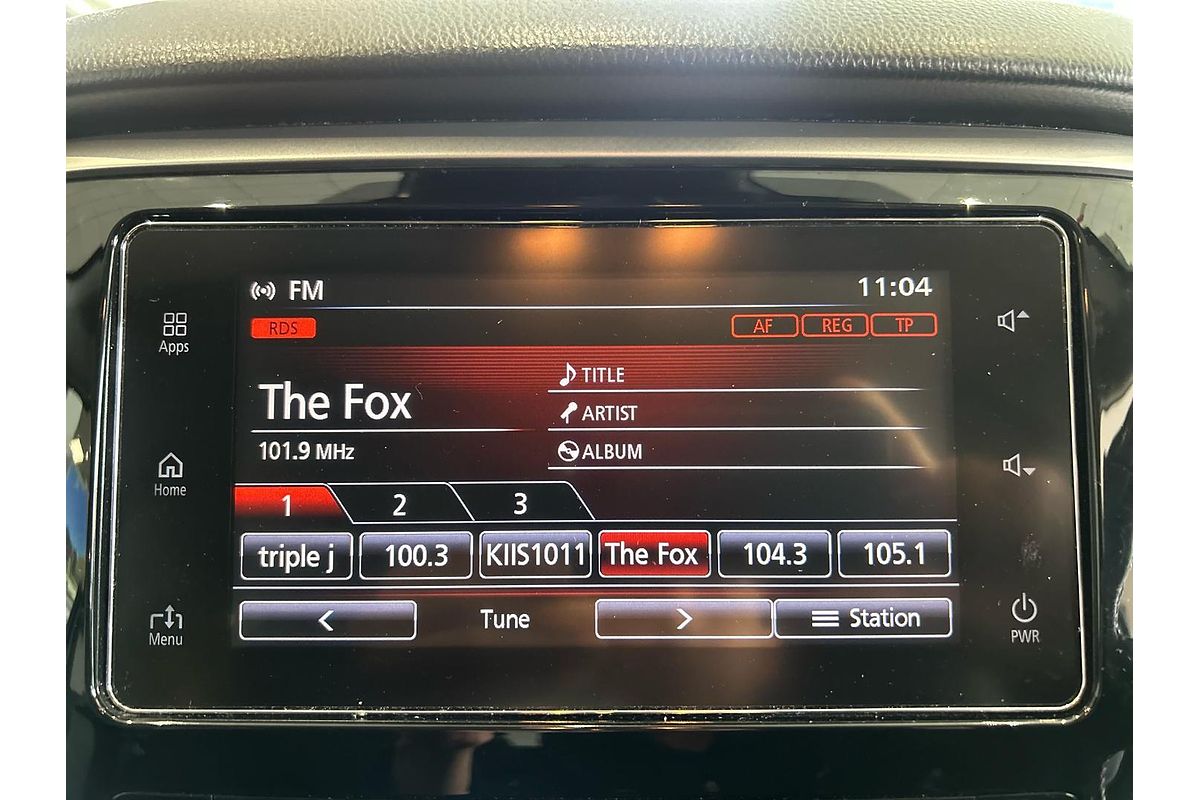 FM
11:04
RDS
AF
REG
TP
Apps
The Fox
101.9 MHz
TITLE
ARTIST
ALBUM
Home
1
2
3
triple j
100.3
KIIS1011
The Fox
104.3
105.1
<
Tune
>
Station
Menu
PWR